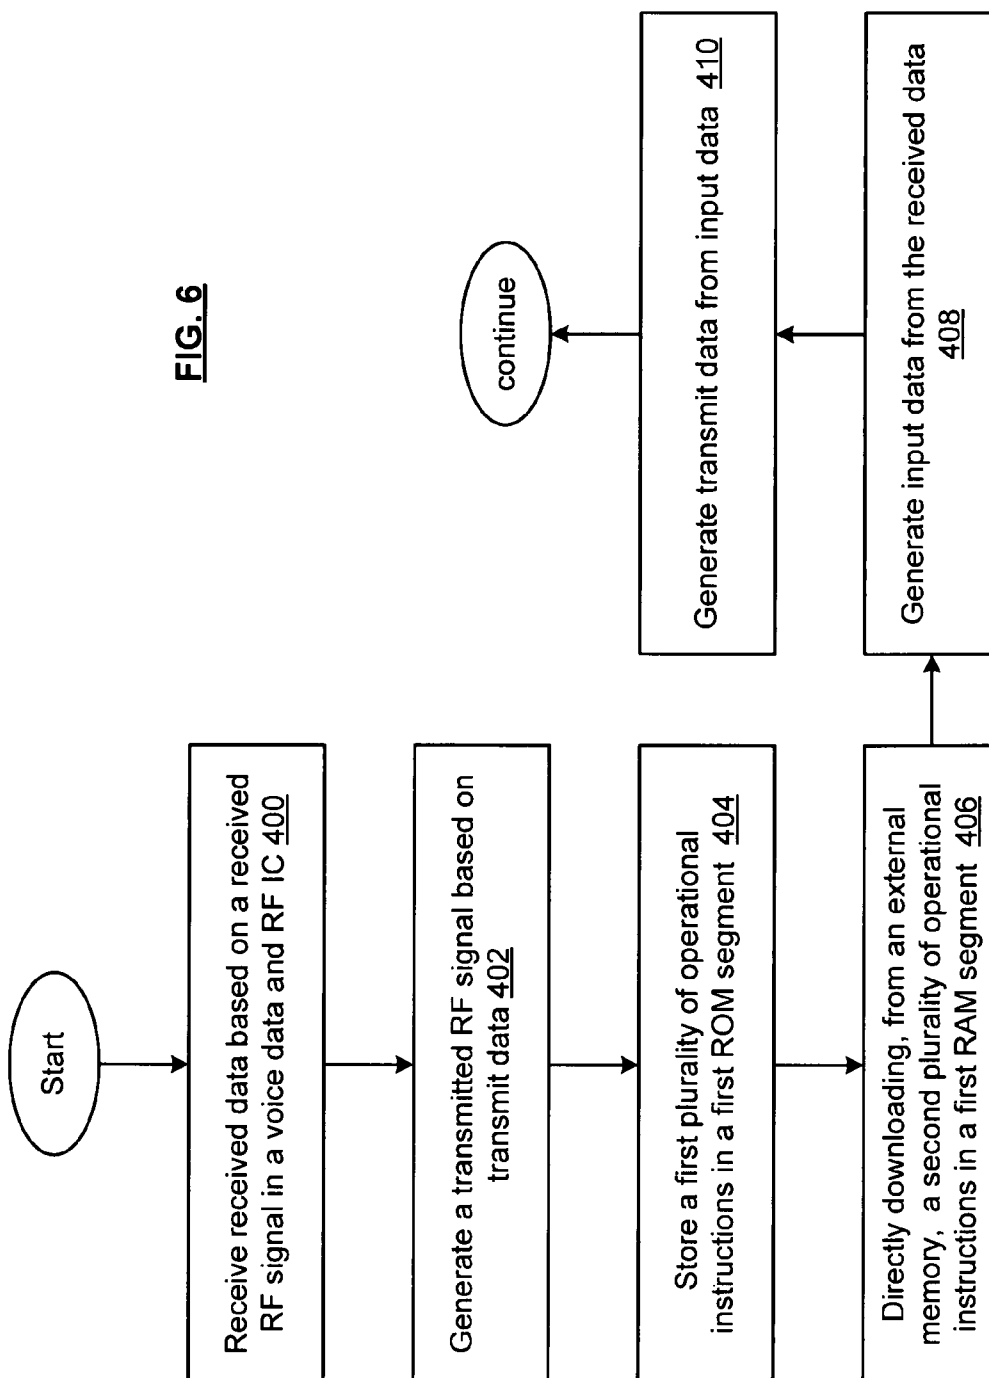 FIG. 6
Start
Receive received data based on a received
RF signal in a voice data and RF IC 400
Generate a transmitted RF signal based on
transmit data 402
Store a first plurality of operational
instructions in a first ROM segment 404
Directly downloading, from an external
memory, a second plurality of operational
instructions in a first RAM segment 406
Generate input data from the received data
408
Generate transmit data from input data 410
continue